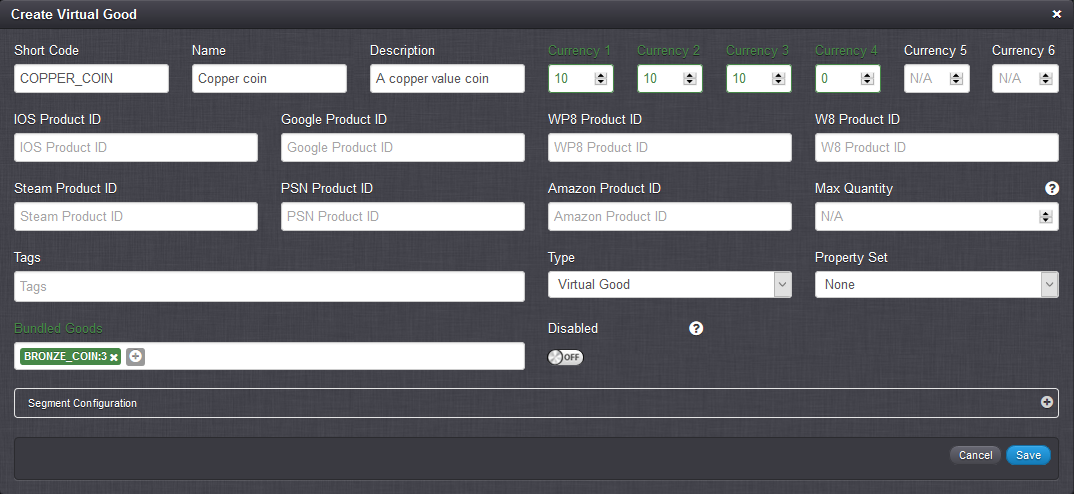 Create Virtual Good ×
Short Code Name Description Currency 1 Currency 2 Currency 3 Currency 4 Currency 5 Currency 6
COPPER_COIN Copper coin A copper value coin 10 10 10 0 N/A N/A
IOS Product ID Google Product ID WP8 Product ID W8 Product ID
IOS Product ID Google Product ID WP8 Product ID W8 Product ID
Steam Product ID PSN Product ID Amazon Product ID Max Quantity ?
Steam Product ID PSN Product ID Amazon Product ID N/A
Tags Type Property Set
Tags Virtual Good None
Bundled Goods Disabled ?
BRONZE_COIN:3 × + OFF
Segment Configuration +
Cancel Save